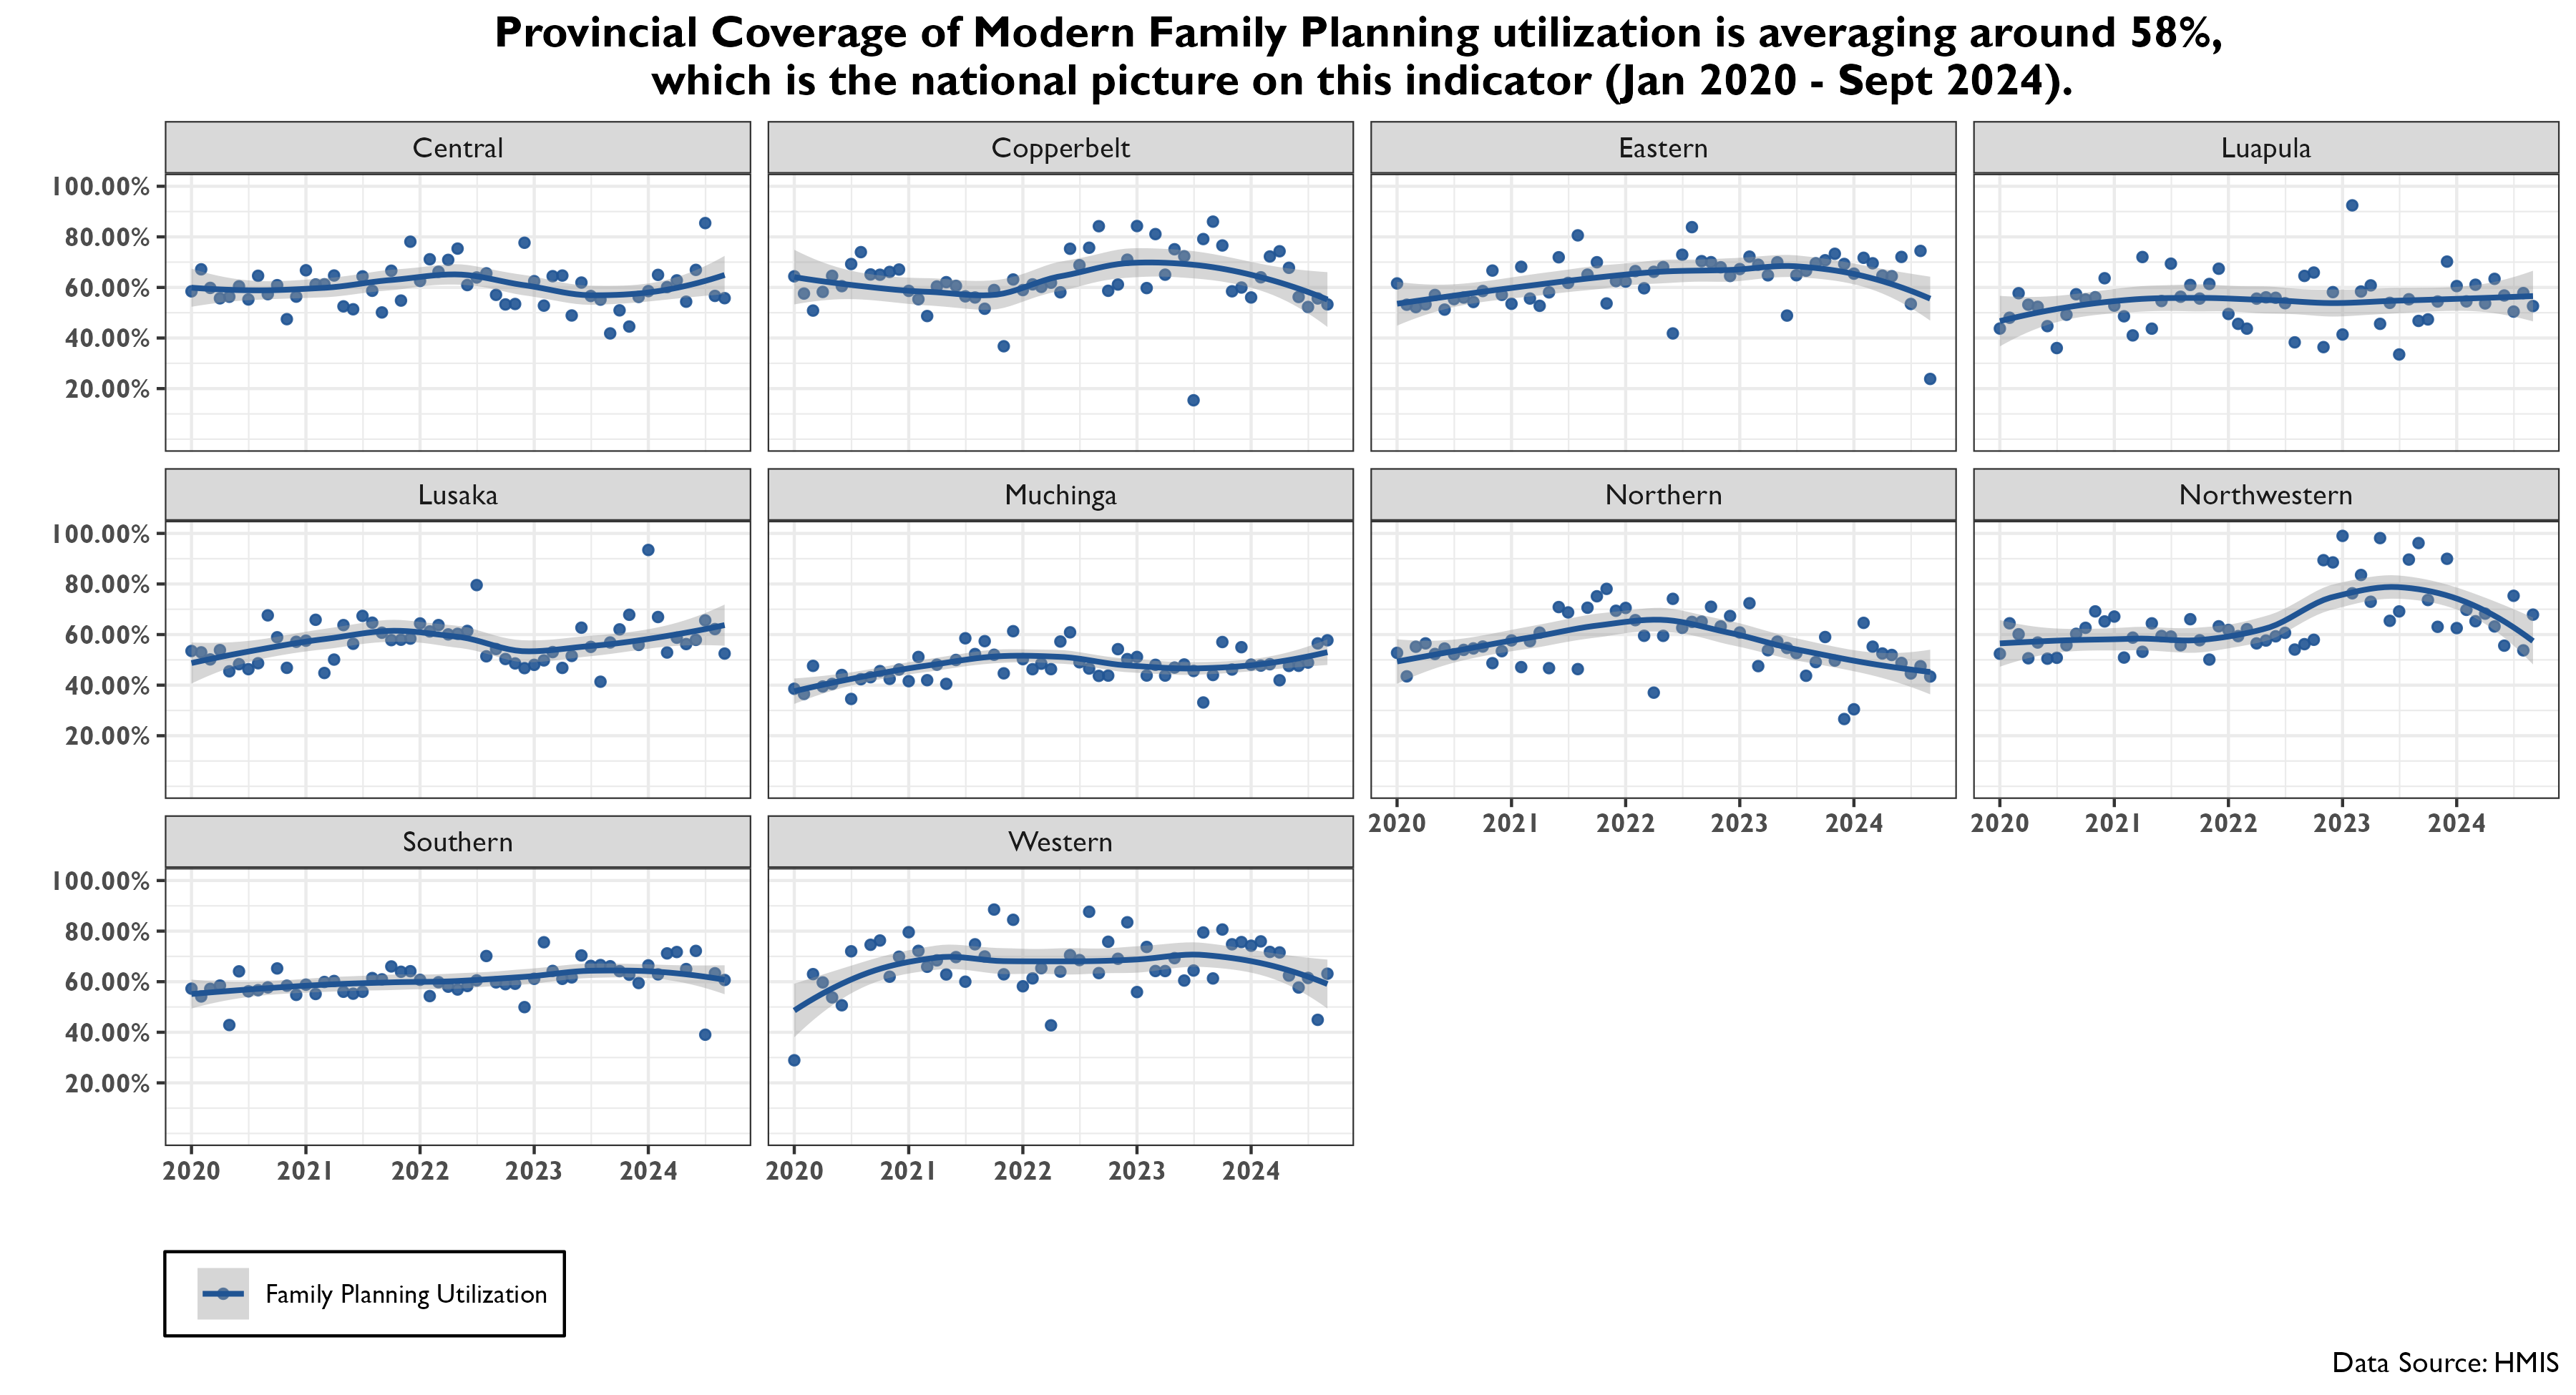 Provincial Coverage of Modern Family Planning utilization is averaging around 58%,
which is the national picture on this indicator (Jan 2020 - Sept 2024).
Central
Copperbelt
Eastern
Luapula
100.00%
80.00%
60.00%
40.00%
20.00%
Lusaka
Muchinga
Northern
Northwestern
100.00%
80.00%
60.00%
40.00%
20.00%
2020 2021 2022 2023 2024
2020 2021 2022 2023 2024
Southern
Western
100.00%
80.00%
60.00%
40.00%
20.00%
2020 2021 2022 2023 2024
2020 2021 2022 2023 2024
Family Planning Utilization
Data Source: HMIS